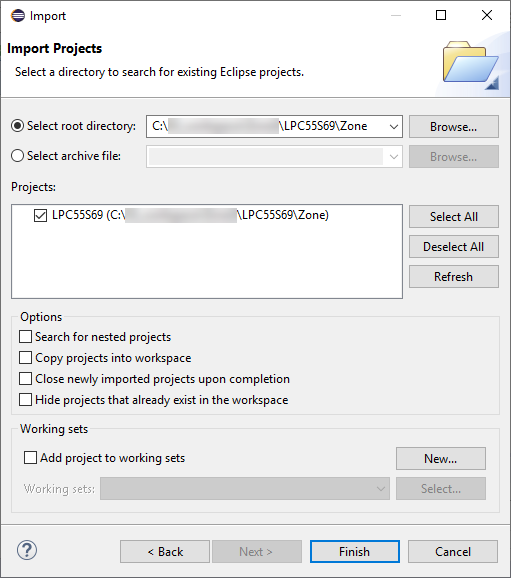 Import
Import Projects
Select a directory to search for existing Eclipse projects.
Select root directory: C:\ \LPC55S69\Zone Browse...
Select archive file: Browse...
Projects:
LPC55S69 (C:\ \LPC55S69\Zone)
Select All
Deselect All
Refresh
Options
Search for nested projects
Copy projects into workspace
Close newly imported projects upon completion
Hide projects that already exist in the workspace
Working sets
Add project to working sets New...
Working sets: Select...
? < Back Next > Finish Cancel